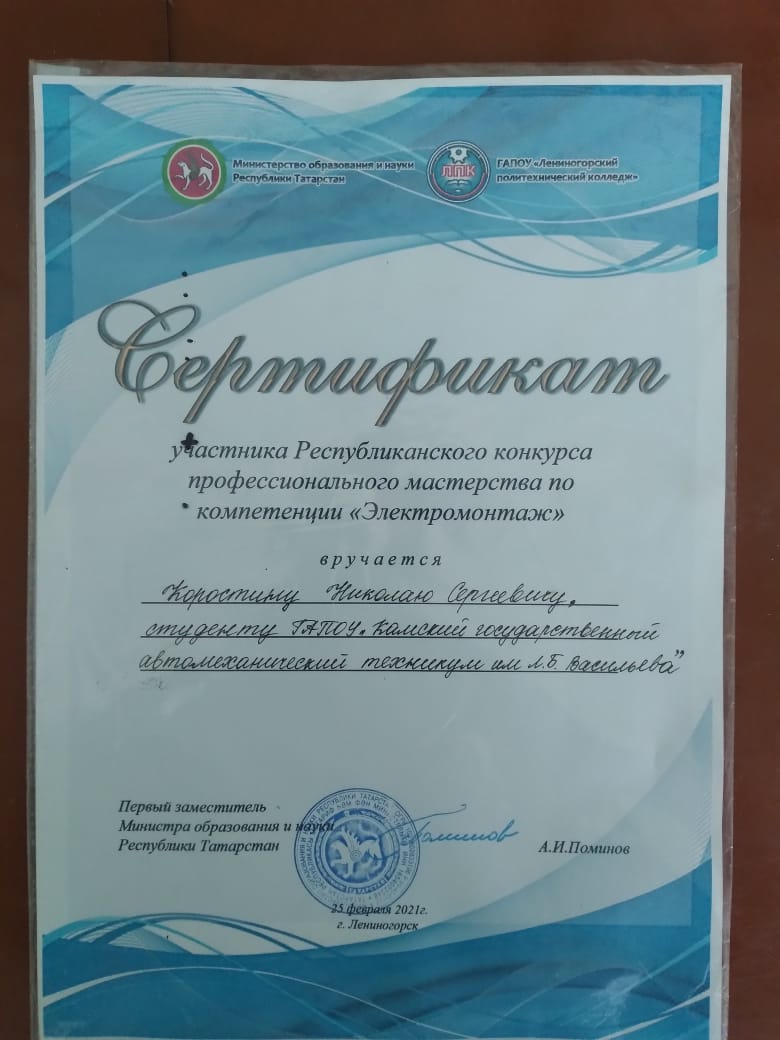 Министерство образования и науки
Республики Татарстан
ГАПОУ «Лениногорский
политехнический колледж»
ЛПК
Сертификат
участника Республиканского конкурса
профессионального мастерства по
компетенции «Электромонтаж»
вручается
Коростину Николаю Сергеевичу,
студенту ГАПОУ „Камский государственный
автомеханический техникум им Л.Б. Васильева"
Первый заместитель
Министра образования и науки
Республики Татарстан
А.И.Поминов
25 февраля 2021г.
г. Лениногорск